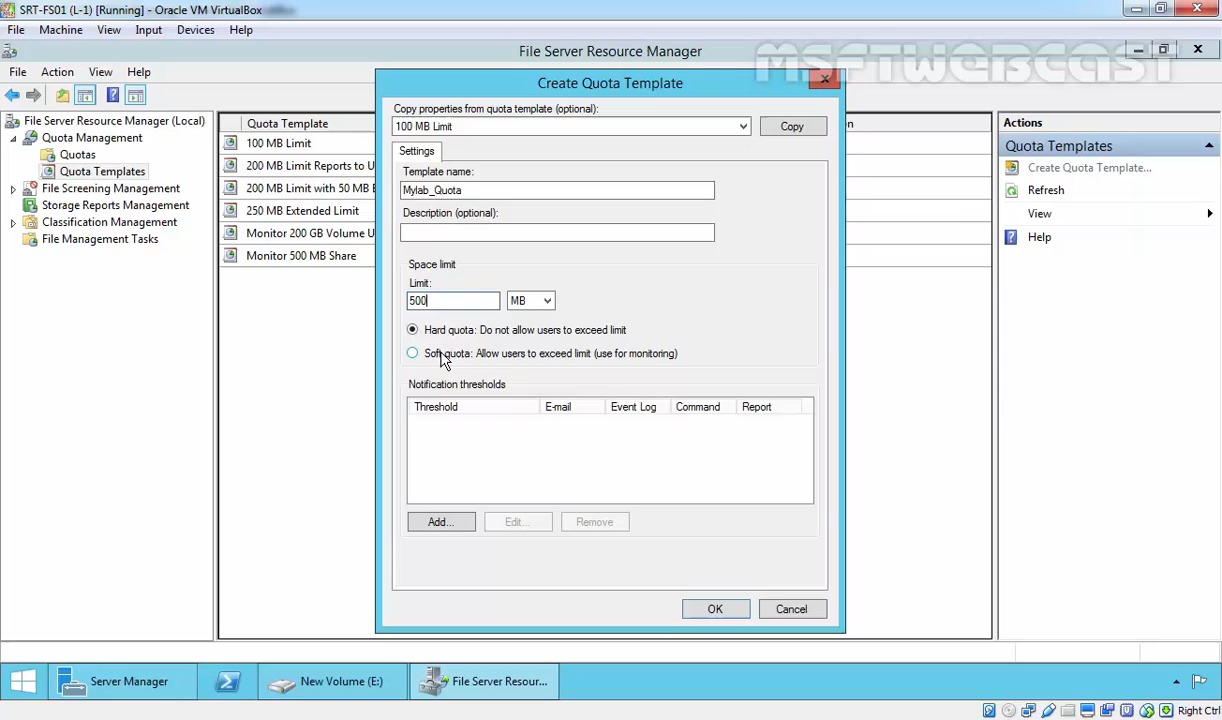 SRT-FS01 (L-1) [Running] - Oracle VM VirtualBox
File Machine View Input Devices Help
File Server Resource Manager
MSFTWEBCAST
File Action View Help
File Server Resource Manager (Local)
Quota Management
Quotas
Quota Templates
File Screening Management
Storage Reports Management
Classification Management
File Management Tasks
Quota Template
100 MB Limit
200 MB Limit Reports to U
200 MB Limit with 50 MB E
250 MB Extended Limit
Monitor 200 GB Volume U
Monitor 500 MB Share
on
Create Quota Template
Copy properties from quota template (optional):
100 MB Limit
Copy
Settings
Template name:
Mylab_Quota
Description (optional):
Space limit
Limit:
500
MB
Hard quota: Do not allow users to exceed limit
Soft quota: Allow users to exceed limit (use for monitoring)
Notification thresholds
Threshold E-mail Event Log Command Report
Add... Edit... Remove
OK Cancel
Actions
Quota Templates
Create Quota Template...
Refresh
View
Help
Server Manager
New Volume (E:)
File Server Resour...
Right Ctrl